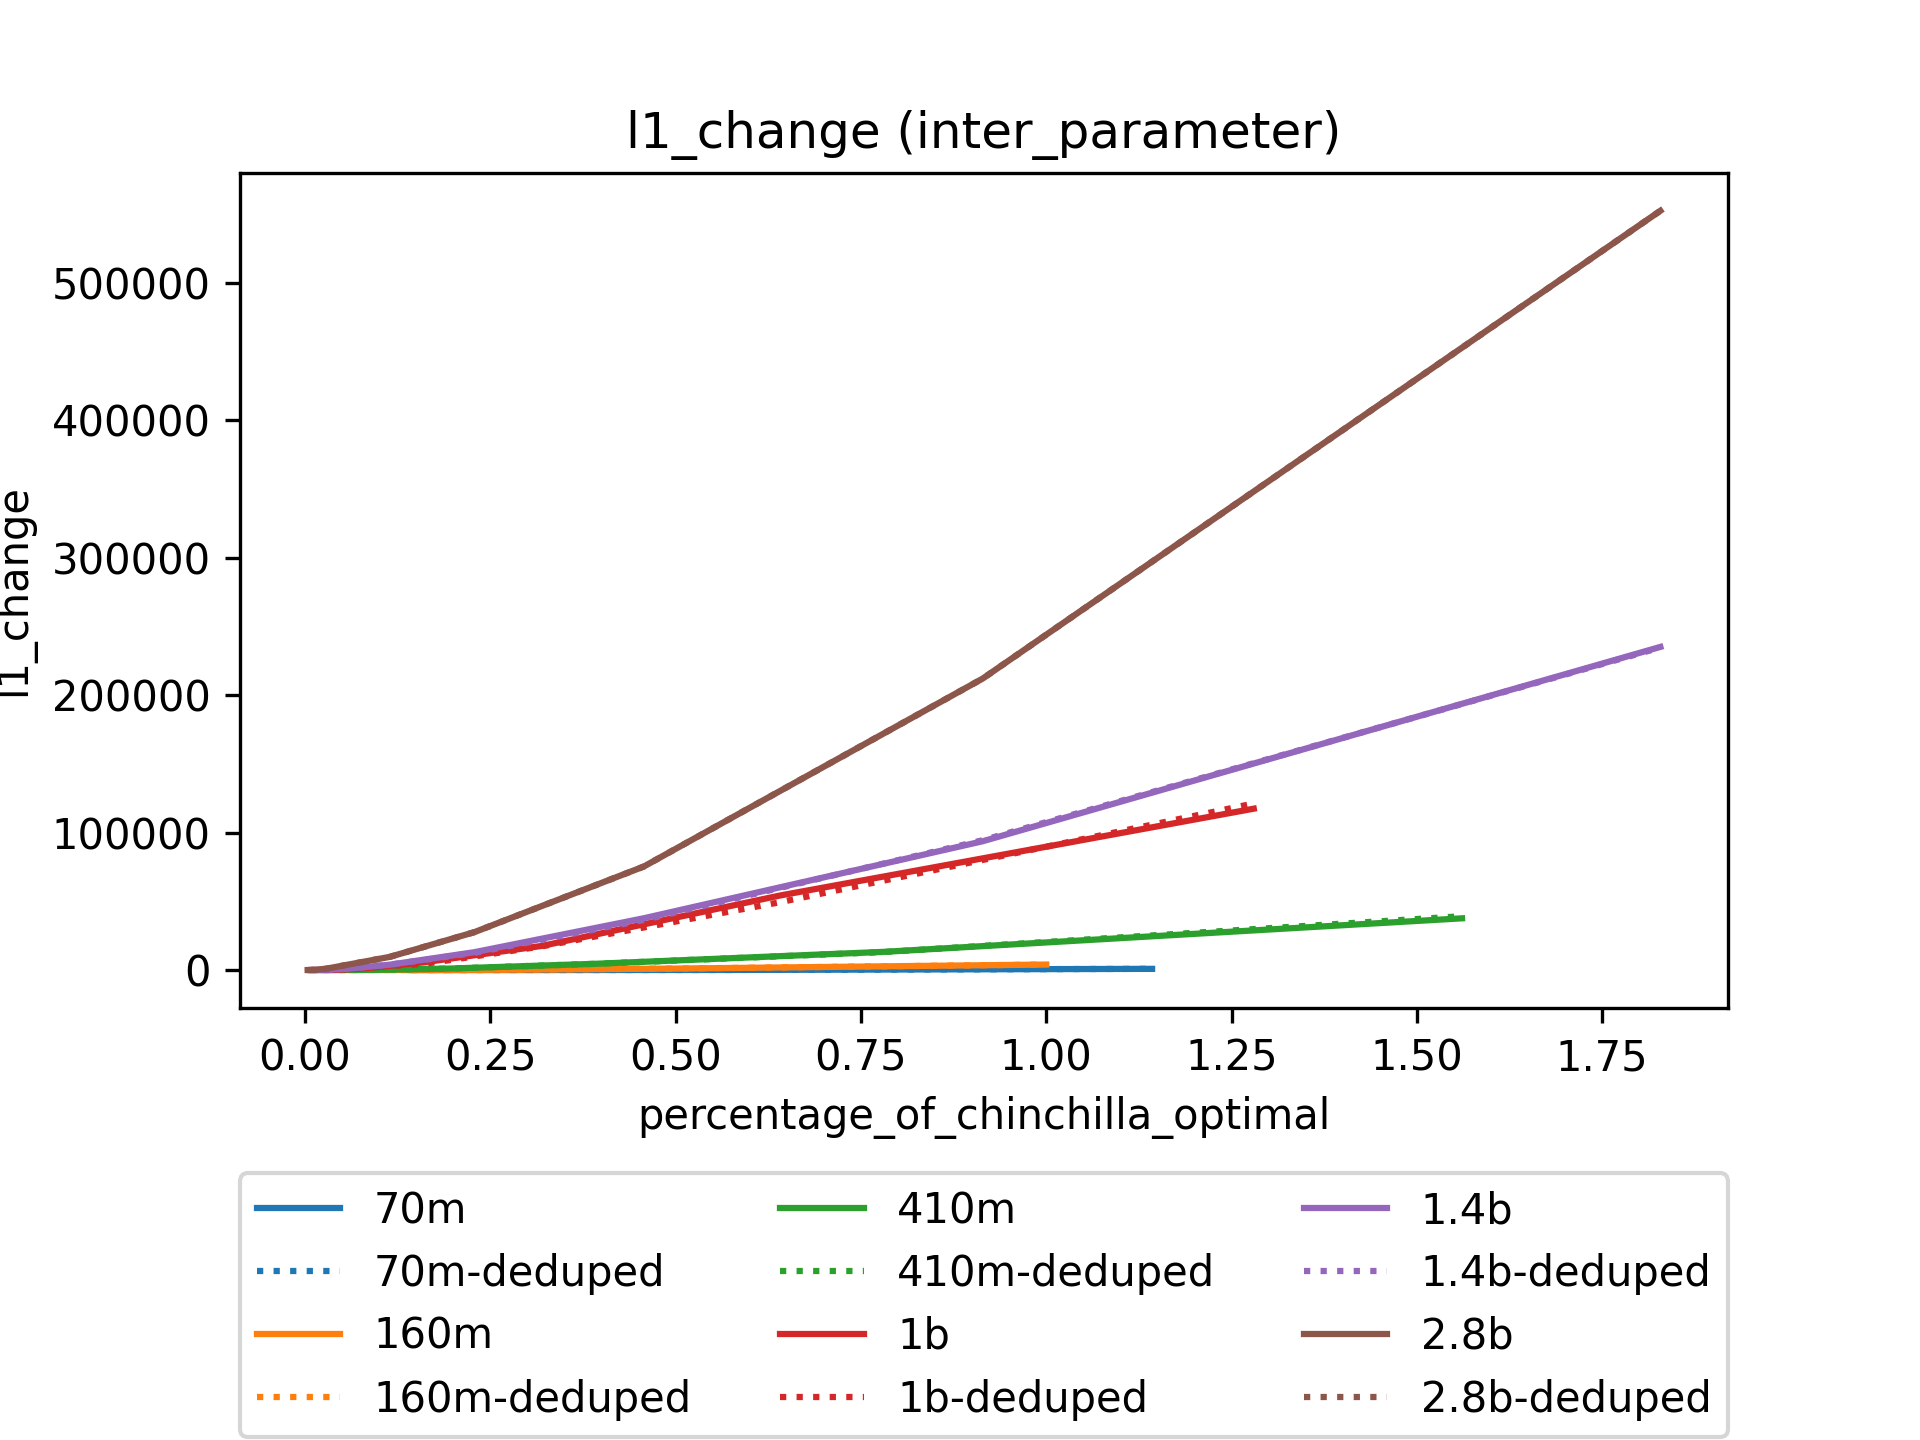 l1_change (inter_parameter)
l1_change
500000
400000
300000
200000
100000
0
0.00 0.25 0.50 0.75 1.00 1.25 1.50 1.75
percentage_of_chinchilla_optimal
70m 410m 1.4b
70m-deduped 410m-deduped 1.4b-deduped
160m 1b 2.8b
160m-deduped 1b-deduped 2.8b-deduped